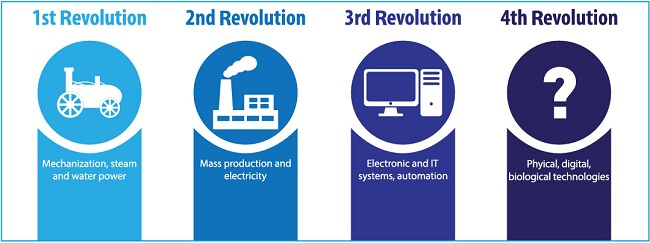 1st Revolution
2nd Revolution
3rd Revolution
4th Revolution
?
Mechanization, steam
and water power
Mass production and
electricity
Electronic and IT
systems, automation
Phyical, digital,
biological technologies